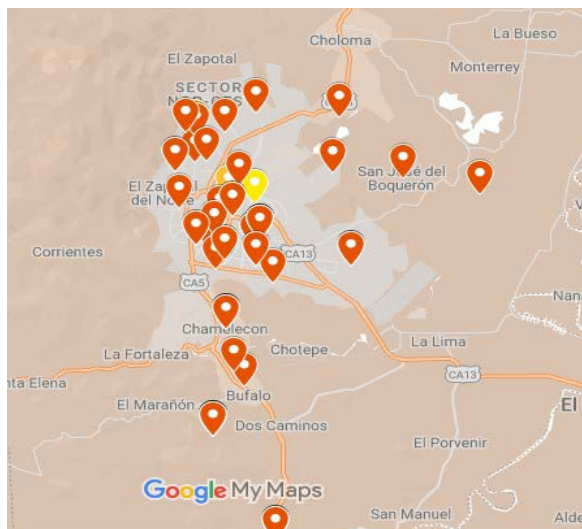 La Bueso
Choloma
El Zapotal
Monterrey
SECTOR
San José del
Boquerón
El Zapotal
del Norte
Corrientes
CA13
CA5
Nan
Chamelecon
La Lima
La Fortaleza
Chotepe
CA13
nta Elena
Bufalo
El Marañón
El
Dos Caminos
El Porvenir
Google My Maps
San Manuel
Alde